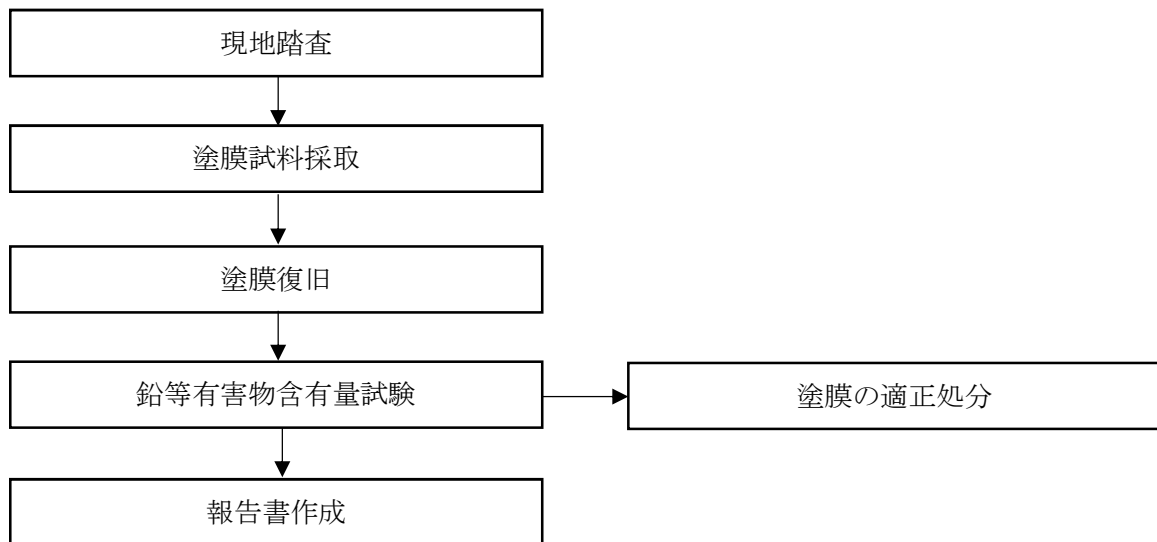 現地踏査
塗膜試料採取
塗膜復旧
鉛等有害物含有量試験
塗膜の適正処分
報告書作成